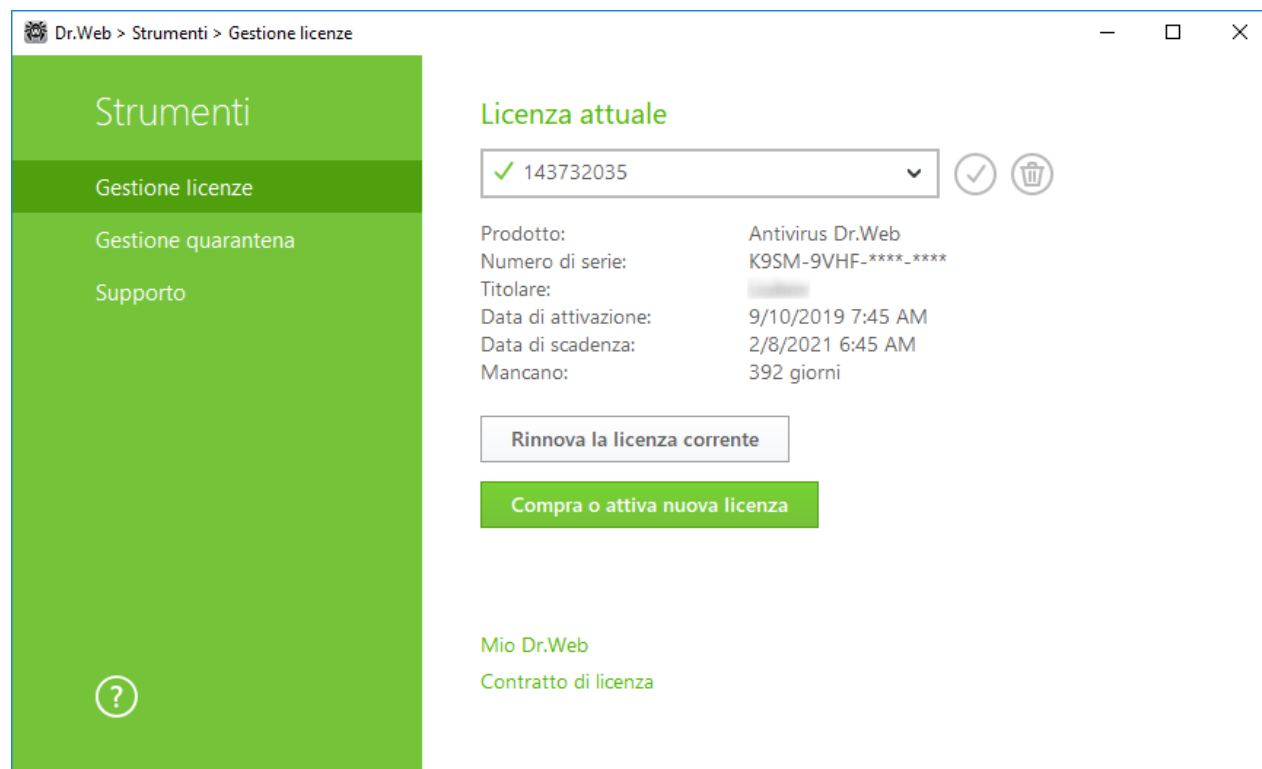 Dr.Web > Strumenti > Gestione licenze
Strumenti
Gestione licenze
Gestione quarantena
Supporto
?
Licenza attuale
143732035
Prodotto: Antivirus Dr.Web
Numero di serie: K9SM-9VHF-****-****
Titolare:
Data di attivazione: 9/10/2019 7:45 AM
Data di scadenza: 2/8/2021 6:45 AM
Mancano: 392 giorni
Rinnova la licenza corrente
Compra o attiva nuova licenza
Mio Dr.Web
Contratto di licenza